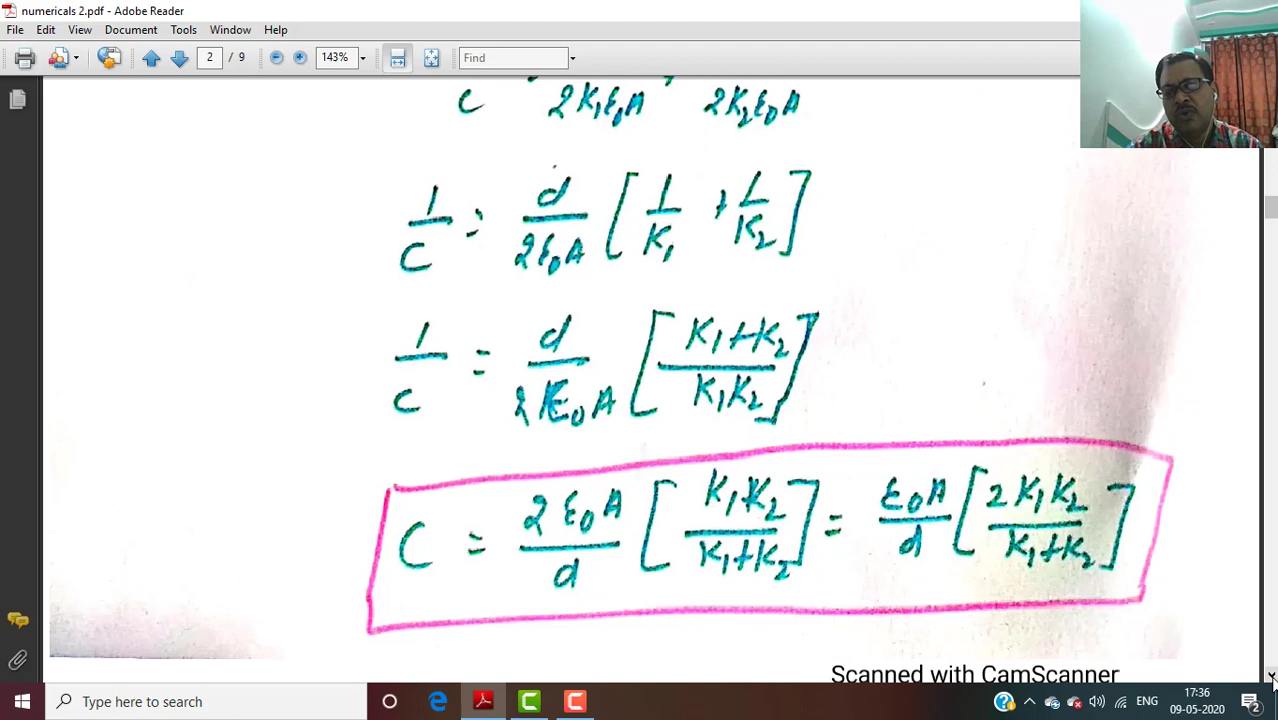 numericals 2.pdf - Adobe Reader
File Edit View Document Tools Window Help
2 / 9 143% Find
C 2K₁ε₀A 2K₂ε₀A
1/C = d/2ε₀A [1/K₁ + 1/K₂]
1/C = d/2ε₀A [K₁+K₂/K₁K₂]
C = 2ε₀A/d [K₁K₂/K₁+K₂] = ε₀A/d [2K₁K₂/K₁+K₂]
Scanned with CamScanner
Type here to search
ENG
17:36
09-05-2020
2